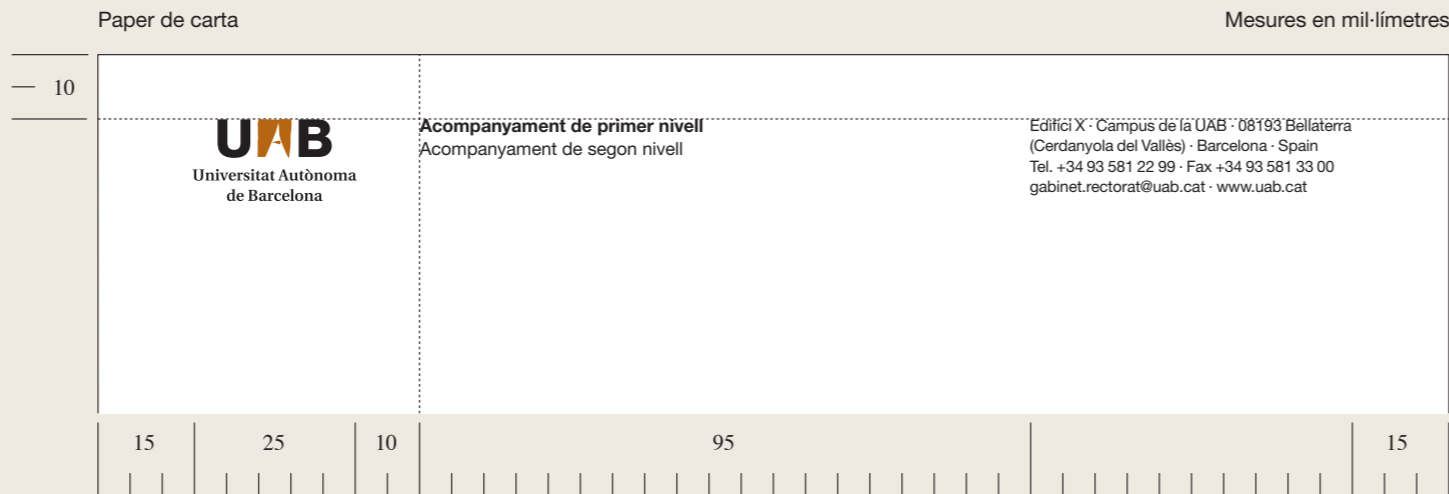 Paper de carta
Mesures en mil·límetres
10
UAB
Universitat Autònoma
de Barcelona
Acompanyament de primer nivell
Acompanyament de segon nivell
Edifici X · Campus de la UAB · 08193 Bellaterra
(Cerdanyola del Vallès) · Barcelona · Spain
Tel. +34 93 581 22 99 · Fax +34 93 581 33 00
gabinet.rectorat@uab.cat · www.uab.cat
15
25
10
95
15